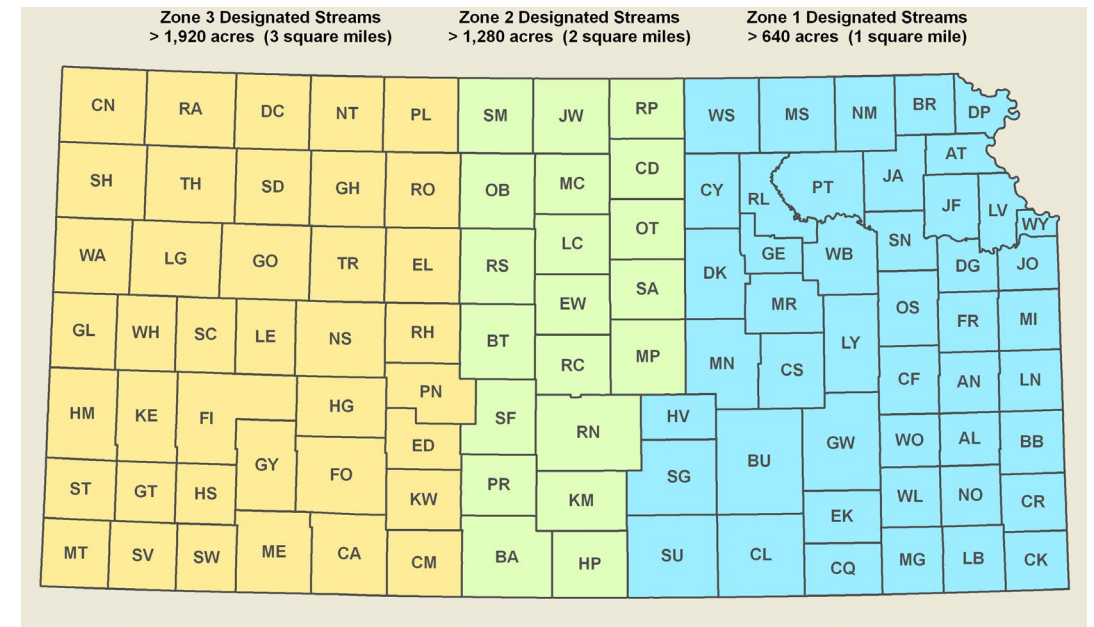 Zone 3 Designated Streams
> 1,920 acres (3 square miles)
Zone 2 Designated Streams
> 1,280 acres (2 square miles)
Zone 1 Designated Streams
> 640 acres (1 square mile)
CN RA DC NT PL SM JW RP WS MS NM BR DP
SH TH SD GH RO OB MC CD CY RL PT JA AT
JF LV WY
WA LG GO TR EL RS LC OT DK GE WB SN DG JO
GL WH SC LE NS RH BT EW SA MR OS FR MI
RC MP MN CS LY CF AN LN
HM KE FI HG PN SF RN HV
GY ED BU GW WO AL BB
ST GT HS FO KW PR KM SG EK WL NO CR
MT SV SW ME CA CM BA HP SU CL CQ MG LB CK